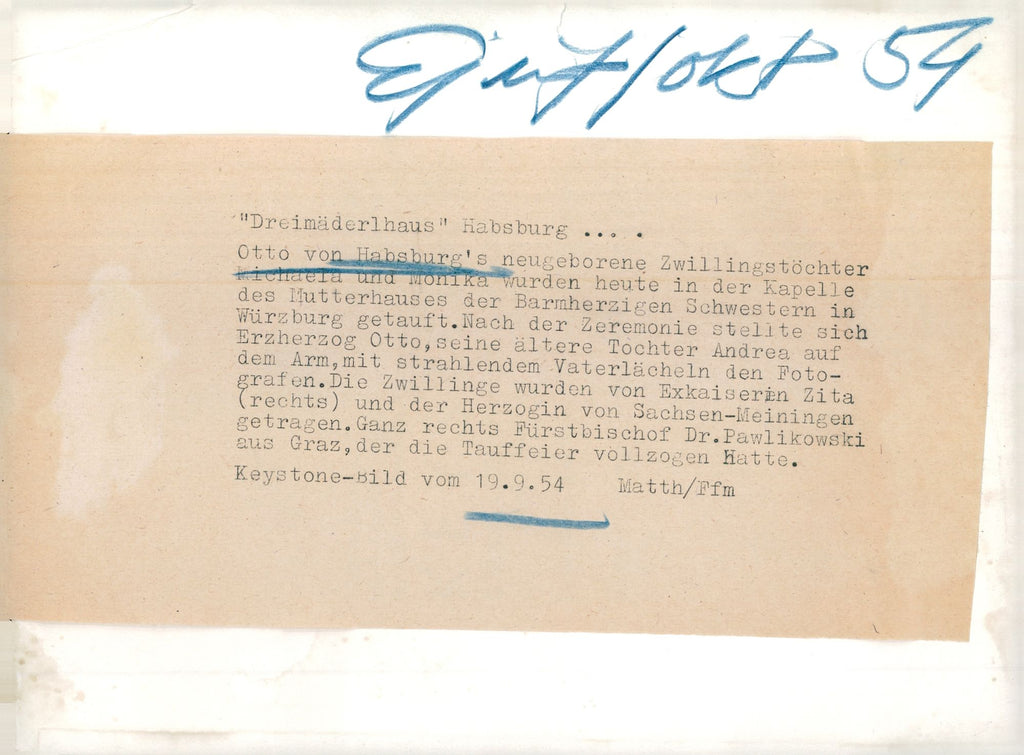 /okt 54
"Dreimäderlhaus" Habsburg .... .
Otto von Habsburg's neugeborene Zwillingstöchter
Michaela und Monika wurden heute in der Kapelle
des Mutterhauses der Barmherzigen Schwestern in
Würzburg getauft.Nach der Zeremonie stellte sich
Erzherzog Otto,seine ältere Tochter Andrea auf
dem Arm,mit strahlendem Vaterlächeln den Foto-
grafen.Die Zwillinge wurden von Exkaiserin Zita
(rechts) und der Herzogin von Sachsen-Meiningen
getragen.Ganz rechts Fürstbischof Dr.Pawlikowski
aus Graz,der die Tauffeier vollzogen Hatte.
Keystone-Bild vom 19.9.54 Matth/Ffm